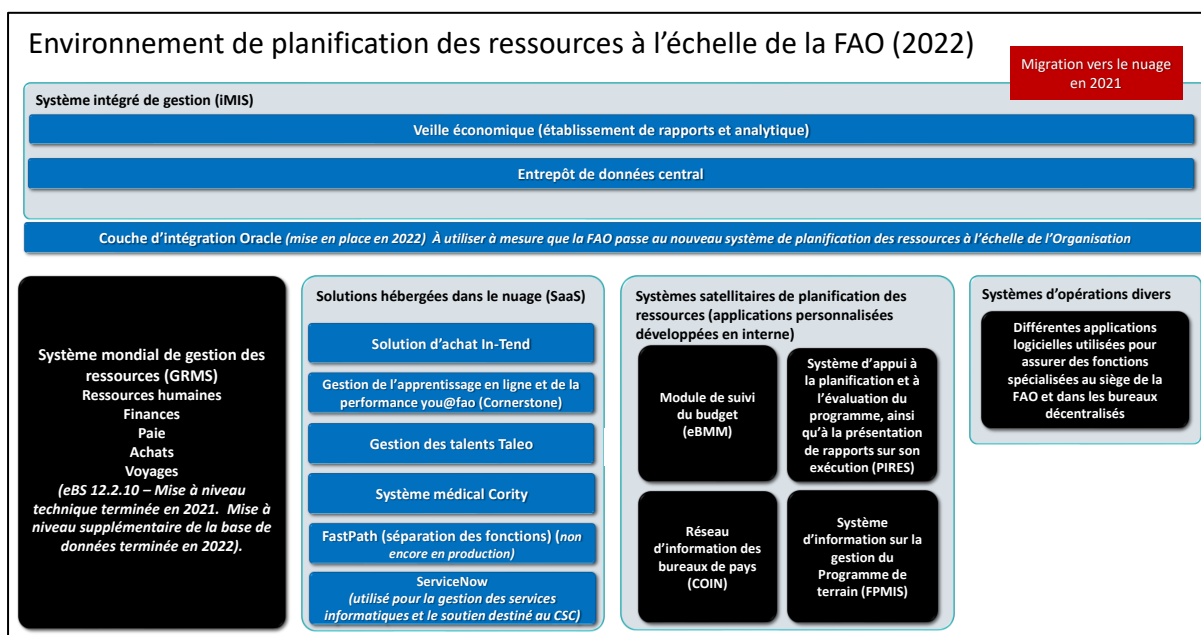 Environnement de planification des ressources à l’échelle de la FAO (2022)
Migration vers le nuage
en 2021
Système intégré de gestion (iMIS)
Veille économique (établissement de rapports et analytique)
Entrepôt de données central
Couche d’intégration Oracle (mise en place en 2022)  À utiliser à mesure que la FAO passe au nouveau système de planification des ressources à l’échelle de l’Organisation
Système mondial de gestion des
ressources (GRMS)
Ressources humaines
Finances
Paie
Achats
Voyages
(eBS 12.2.10 – Mise à niveau
technique terminée en 2021.  Mise à
niveau supplémentaire de la base de
données terminée en 2022).
Solutions hébergées dans le nuage (SaaS)
Solution d’achat In-Tend
Gestion de l’apprentissage en ligne et de la
performance you@fao (Cornerstone)
Gestion des talents Taleo
Système médical Cority
FastPath (séparation des fonctions) (non
encore en production)
ServiceNow
(utilisé pour la gestion des services
informatiques et le soutien destiné au CSC)
Systèmes satellitaires de planification des
ressources (applications personnalisées
développées en interne)
Module de suivi
du budget
(eBMM)
Système d’appui à
la planification et à
l’évaluation du
programme, ainsi
qu’à la présentation
de rapports sur son
exécution (PIRES)
Réseau
d’information des
bureaux de pays
(COIN)
Système
d’information sur la
gestion du
Programme de
terrain (FPMIS)
Systèmes d’opérations divers
Différentes applications
logicielles utilisées pour
assurer des fonctions
spécialisées au siège de la
FAO et dans les bureaux
décentralisés